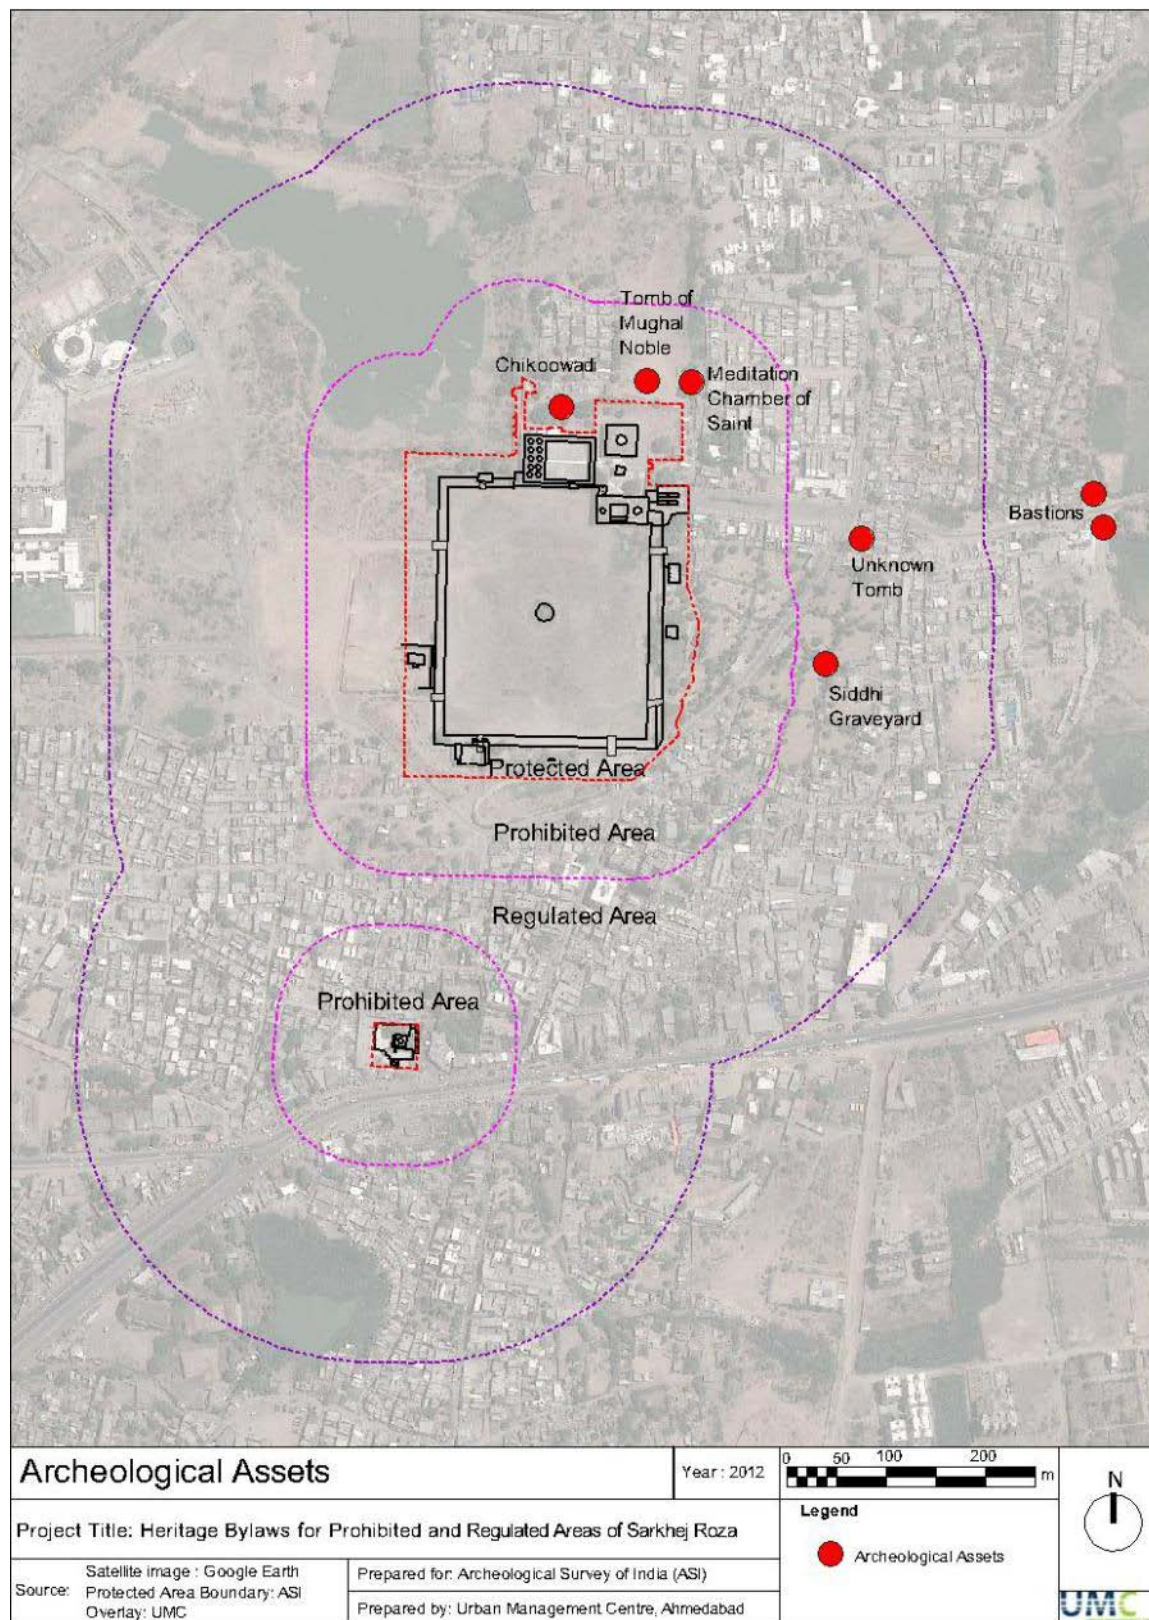 Tomb of
Mughal
Noble
Chikoowadi
Meditation
Chamber of
Saint
Bastions
Unknown
Tomb
Siddhi
Graveyard
Protected Area
Prohibited Area
Regulated Area
Prohibited Area
Archeological Assets
Year : 2012
0 50 100 200
m
N
Project Title: Heritage Bylaws for Prohibited and Regulated Areas of Sarkhej Roza
Legend
Archeological Assets
Source:
Satellite image : Google Earth
Protected Area Boundary: ASI
Overlay: UMC
Prepared for: Archeological Survey of India (ASI)
Prepared by: Urban Management Centre, Ahmedabad
UMC